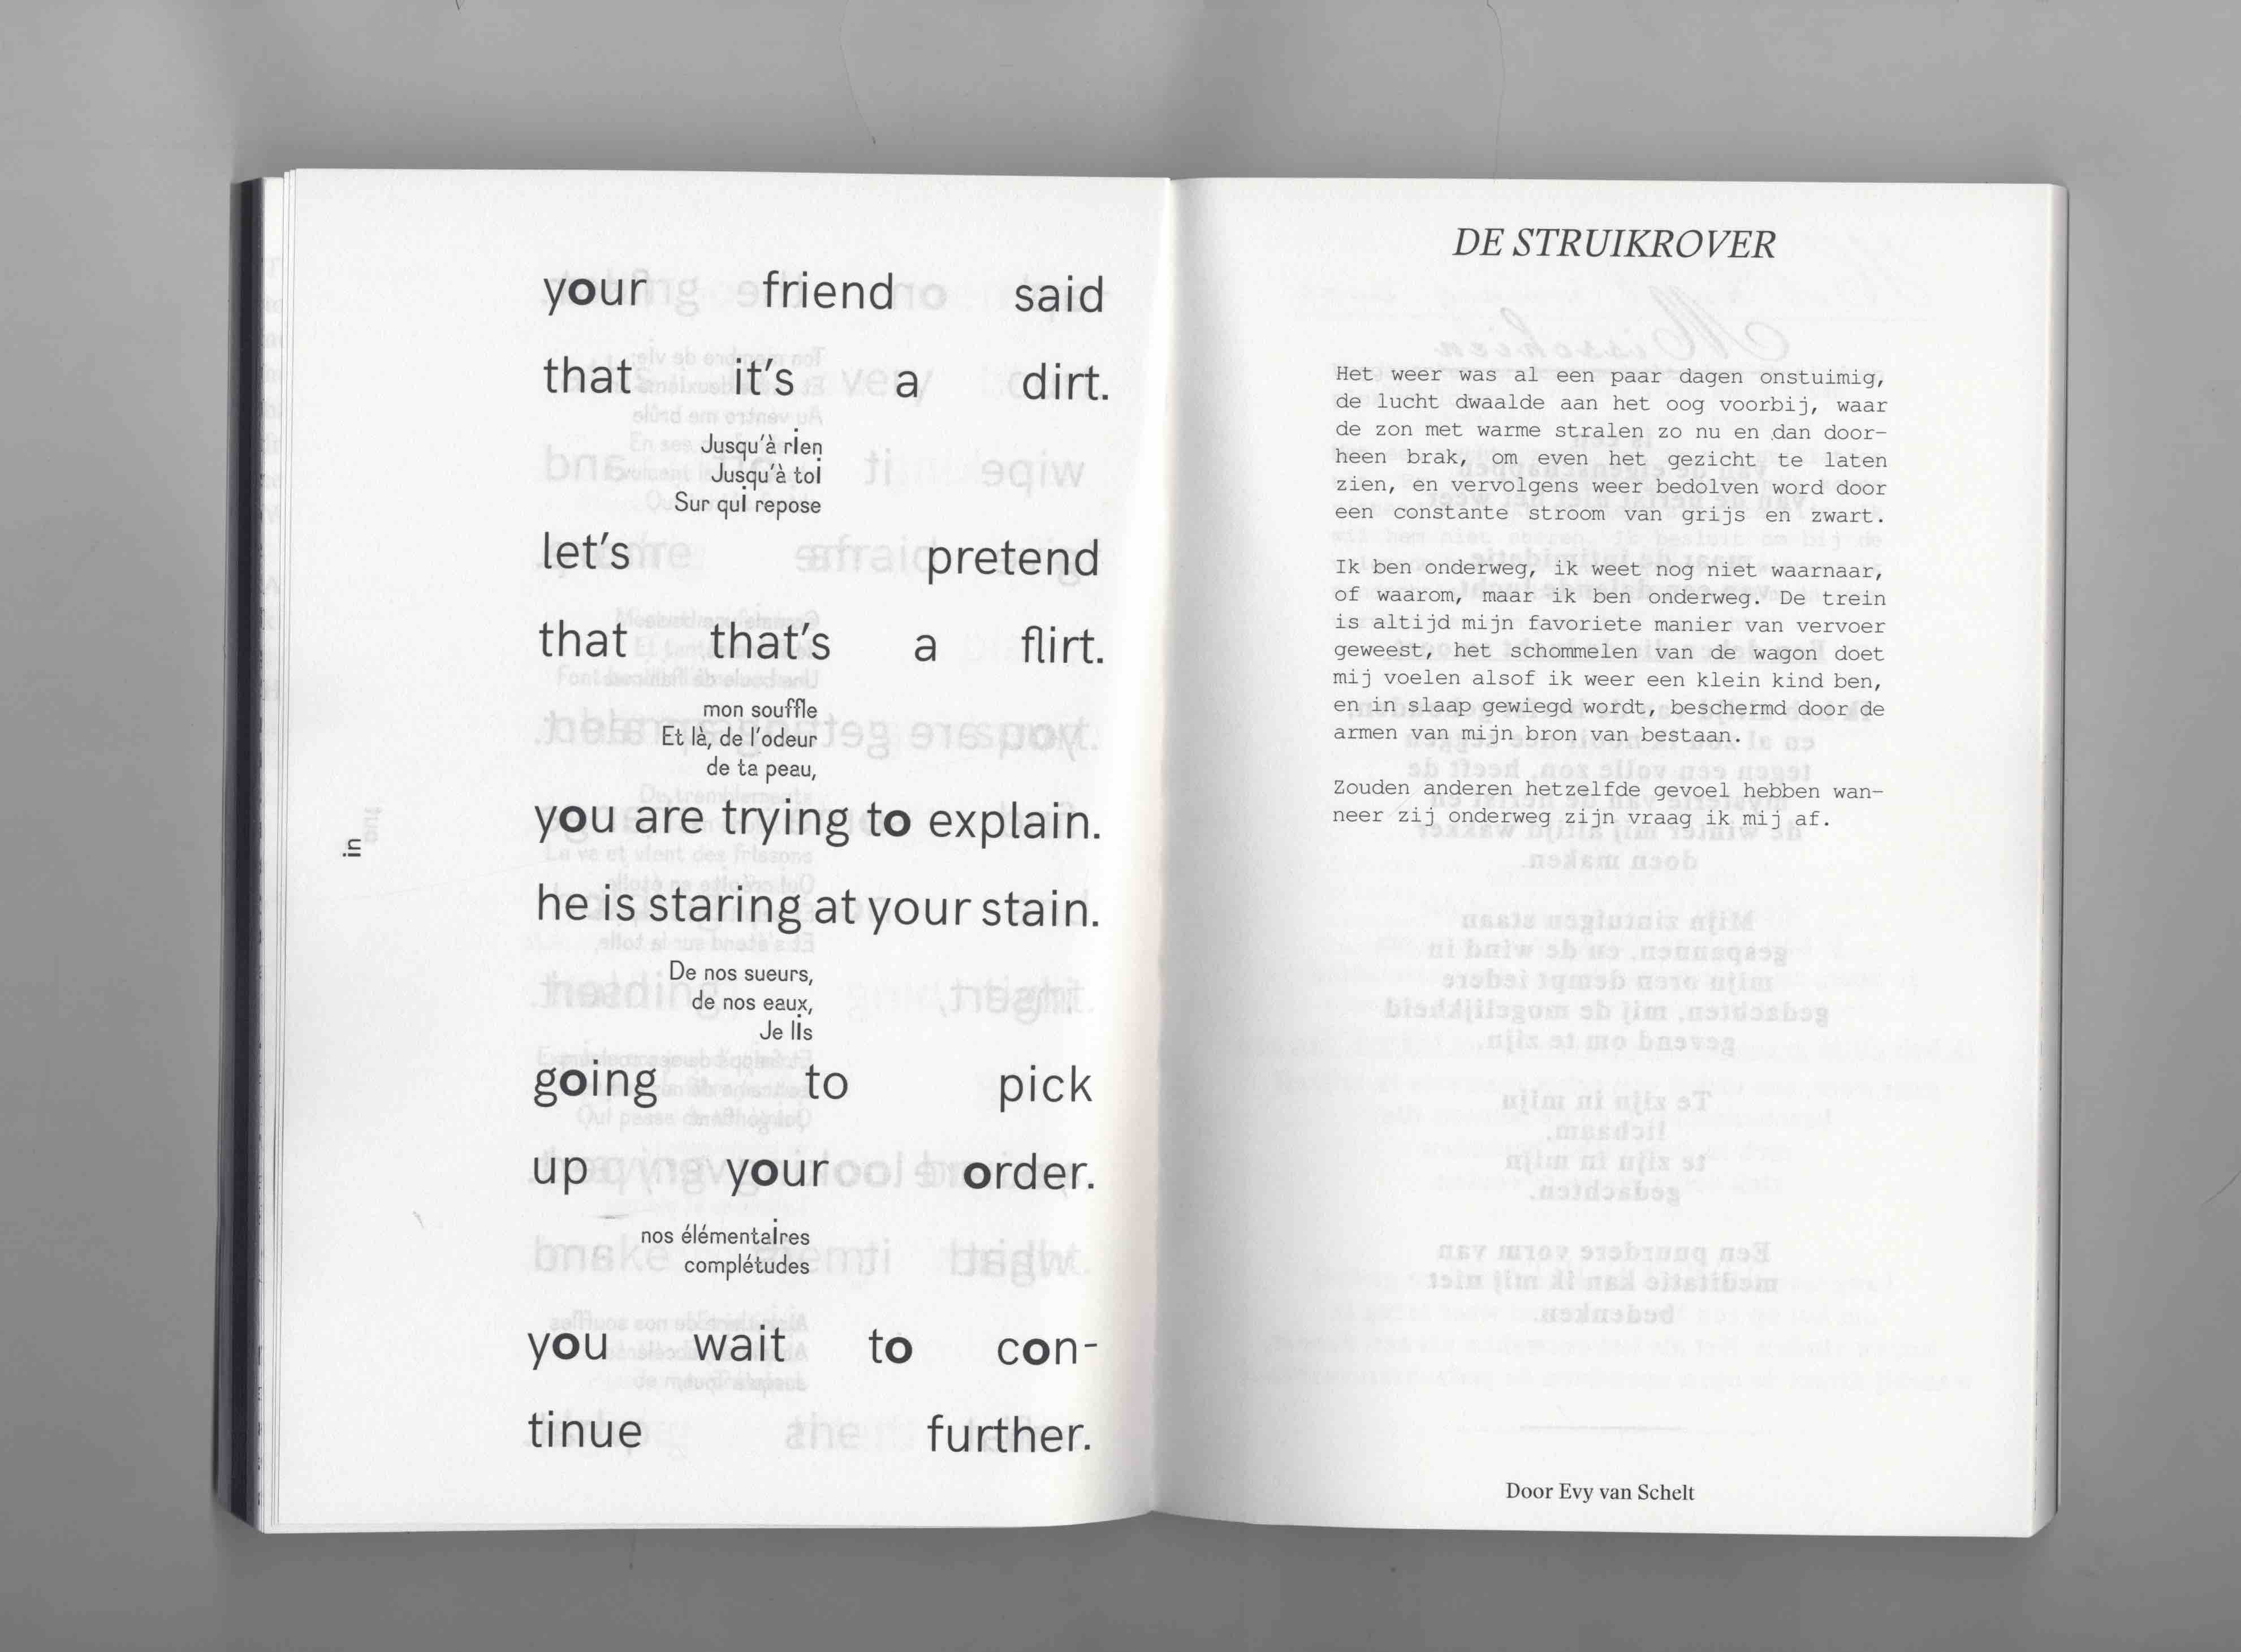 your friend said
that it's a dirt.
Jusqu'à rien
Jusqu'à toi
Sur qui repose
let's pretend
that that's a flirt.
mon souffle
Et là, de l'odeur
de ta peau,
you are trying to explain.
he is staring at your stain.
De nos sueurs,
de nos eaux,
Je lis
going to pick
up your order.
nos élémentaires
complétudes
you wait to con-
tinue further.
in
DE STRUIKROVER
Het weer was al een paar dagen onstuimig,
de lucht dwaalde aan het oog voorbij, waar
de zon met warme stralen zo nu en dan door-
heen brak, om even het gezicht te laten
zien, en vervolgens weer bedolven word door
een constante stroom van grijs en zwart.
Ik ben onderweg, ik weet nog niet waarnaar,
of waarom, maar ik ben onderweg. De trein
is altijd mijn favoriete manier van vervoer
geweest, het schommelen van de wagon doet
mij voelen alsof ik weer een klein kind ben,
en in slaap gewiegd wordt, beschermd door de
armen van mijn bron van bestaan.
Zouden anderen hetzelfde gevoel hebben wan-
neer zij onderweg zijn vraag ik mij af.
Door Evy van Schelt